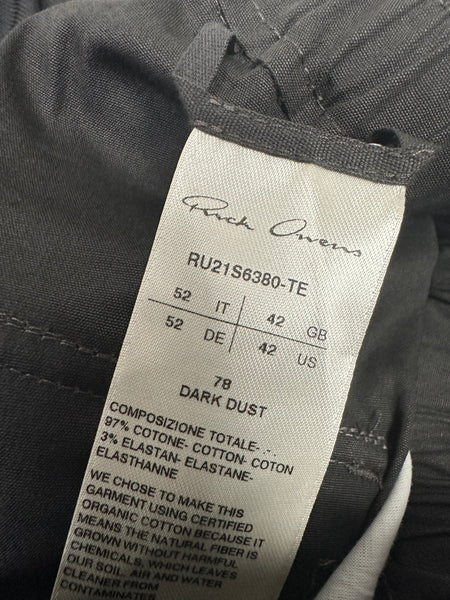 Rick Owens
RU21S6380-TE
52 IT 42 GB
52 DE 42 US
78
DARK DUST
COMPOSIZIONE TOTALE-.-.
97% COTONE- COTTON- COTON
3% ELASTAN- ELASTANE-
ELASTHANNE
WE CHOSE TO MAKE THIS
GARMENT USING CERTIFIED
ORGANIC COTTON BECAUSE IT
MEANS THE NATURAL FIBER IS
GROWN WITHOUT HARMFUL
CHEMICALS, WHICH LEAVES
OUR SOIL, AIR AND WATER
CLEANER FROM
CONTAMINATES